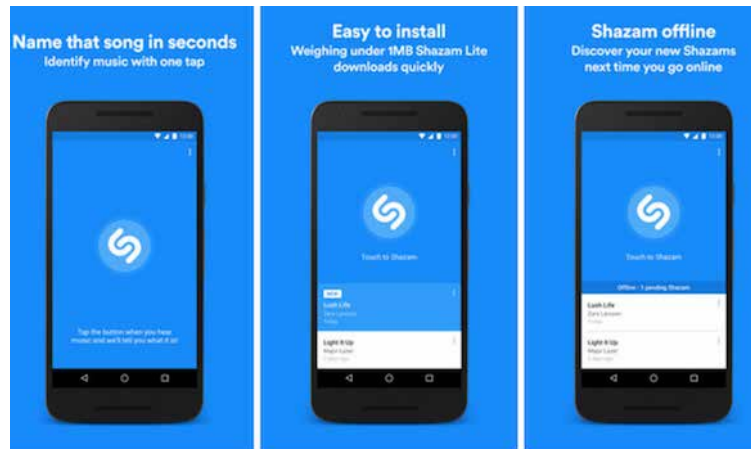 Name that song in seconds
Identify music with one tap
Tap the button when you hear
music and we'll tell you what it is!
Easy to install
Weighing under 1MB Shazam Lite
downloads quickly
Touch to Shazam
NEW
Lush Life
Zara Larsson
Today
Light It Up
Major Lazer
Shazam offline
Discover your new Shazams
next time you go online
Touch to Shazam
Offline - 1 pending Shazam
Lush Life
Zara Larsson
Today
Light It Up
Major Lazer